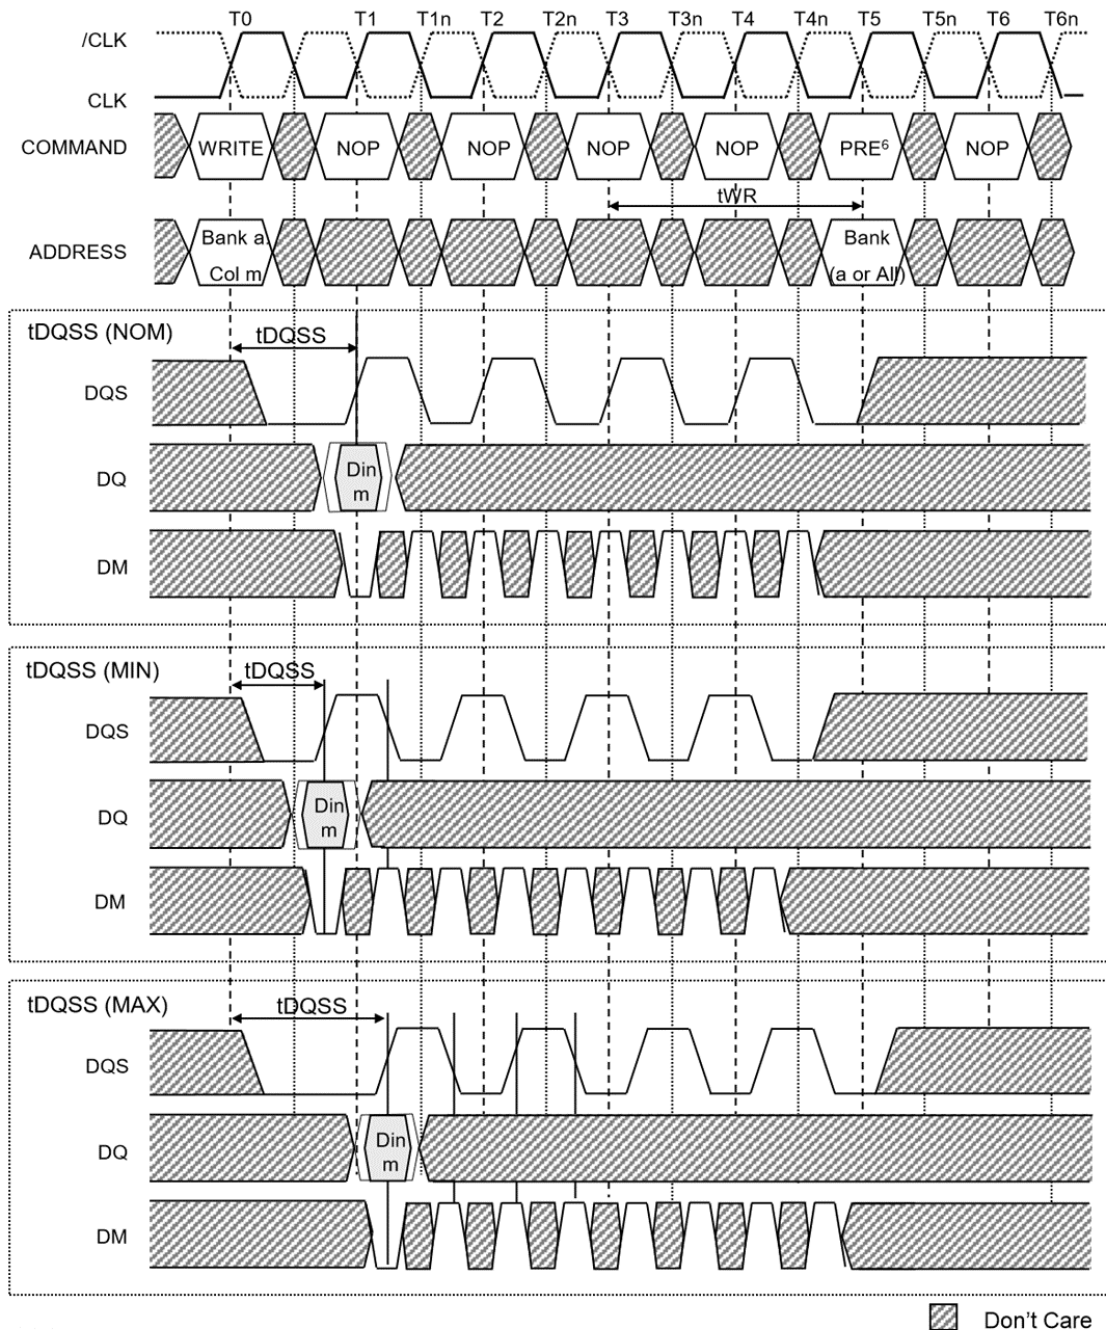 T0 T1 T1n T2 T2n T3 T3n T4 T4n T5 T5n T6 T6n
/CLK
CLK
COMMAND WRITE NOP NOP NOP NOP PRE6 NOP
tWR
ADDRESS Bank a. Bank
Col m (a or All)
tDQSS (NOM) tDQSS
DQS
DQ Din
m
DM
tDQSS (MIN) tDQSS
DQS
DQ Din
m
DM
tDQSS (MAX) tDQSS
DQS
DQ Din
m
DM
Don't Care